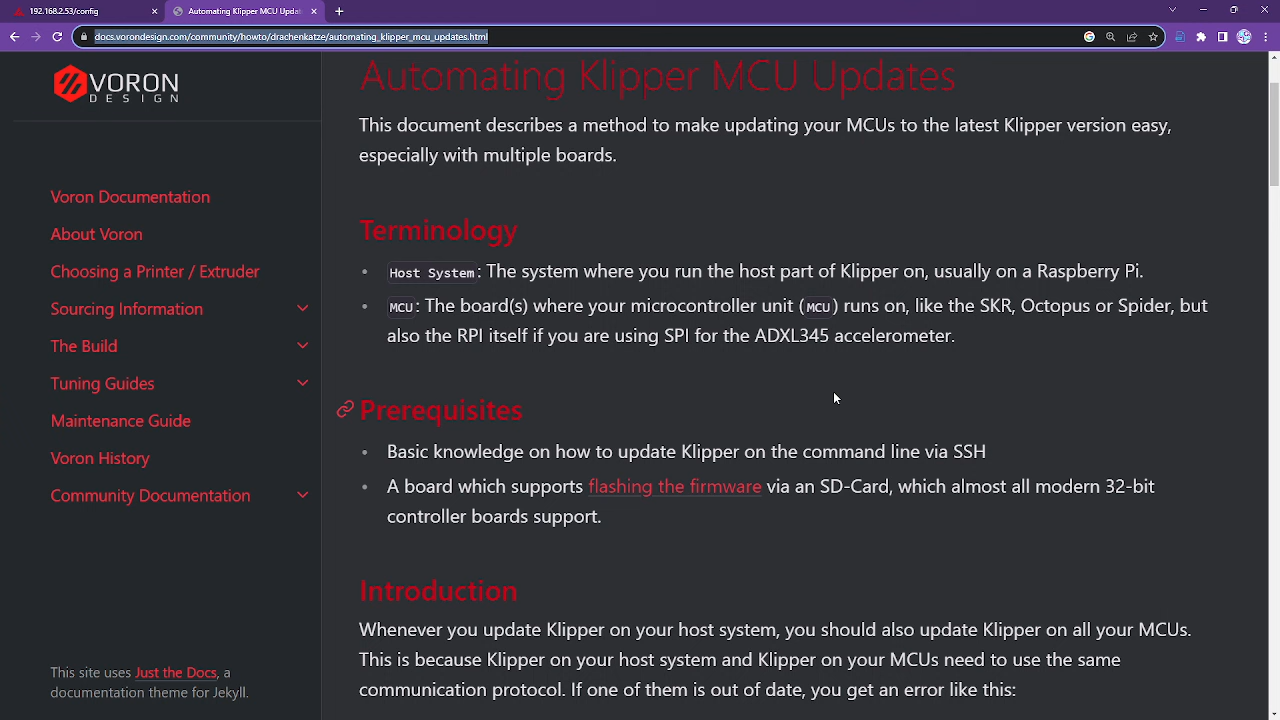 192.168.2.53/config
Automating Klipper MCU Upda
docs.vorondesign.com/community/howto/drachenkatze/automating_klipper_mcu_updates.html
VORON
DESIGN
Voron Documentation
About Voron
Choosing a Printer / Extruder
Sourcing Information
The Build
Tuning Guides
Maintenance Guide
Voron History
Community Documentation
This site uses Just the Docs, a
documentation theme for Jekyll.
Automating Klipper MCU Updates
This document describes a method to make updating your MCUs to the latest Klipper version easy,
especially with multiple boards.
Terminology
• Host System: The system where you run the host part of Klipper on, usually on a Raspberry Pi.
• MCU: The board(s) where your microcontroller unit (MCU) runs on, like the SKR, Octopus or Spider, but
also the RPI itself if you are using SPI for the ADXL345 accelerometer.
Prerequisites
• Basic knowledge on how to update Klipper on the command line via SSH
• A board which supports flashing the firmware via an SD-Card, which almost all modern 32-bit
controller boards support.
Introduction
Whenever you update Klipper on your host system, you should also update Klipper on all your MCUs.
This is because Klipper on your host system and Klipper on your MCUs need to use the same
communication protocol. If one of them is out of date, you get an error like this: